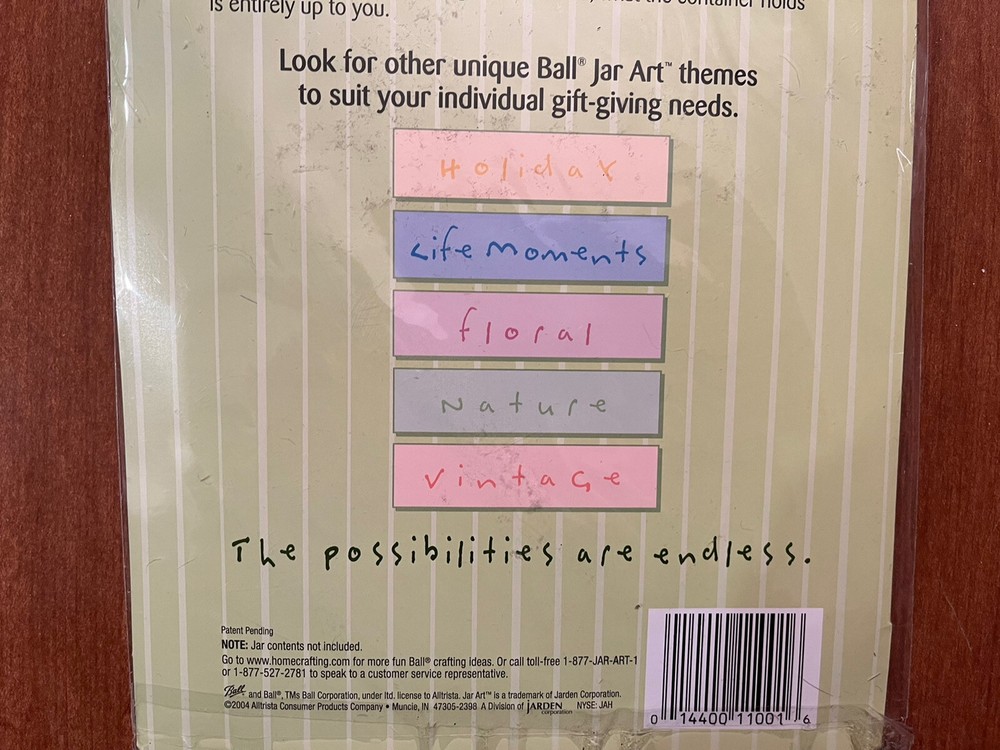 is entirely up to you.
container holds
Look for other unique Ball® Jar Art™ themes
to suit your individual gift-giving needs.
Holiday
Life Moments
floral
Nature
vintage
The possibilities are endless.
Patent Pending
NOTE: Jar contents not included.
Go to www.homecrafting.com for more fun Ball® crafting ideas. Or call toll-free 1-877-JAR-ART-1
or 1-877-527-2781 to speak to a customer service representative.
Ball and Ball®, TMs Ball Corporation, under ltd. license to Alltrista. Jar Art™ is a trademark of Jarden Corporation.
©2004 Alltrista Consumer Products Company • Muncie, IN 47305-2398 A Division of JARDEN corporation NYSE: JAH
0 14400 11001 6